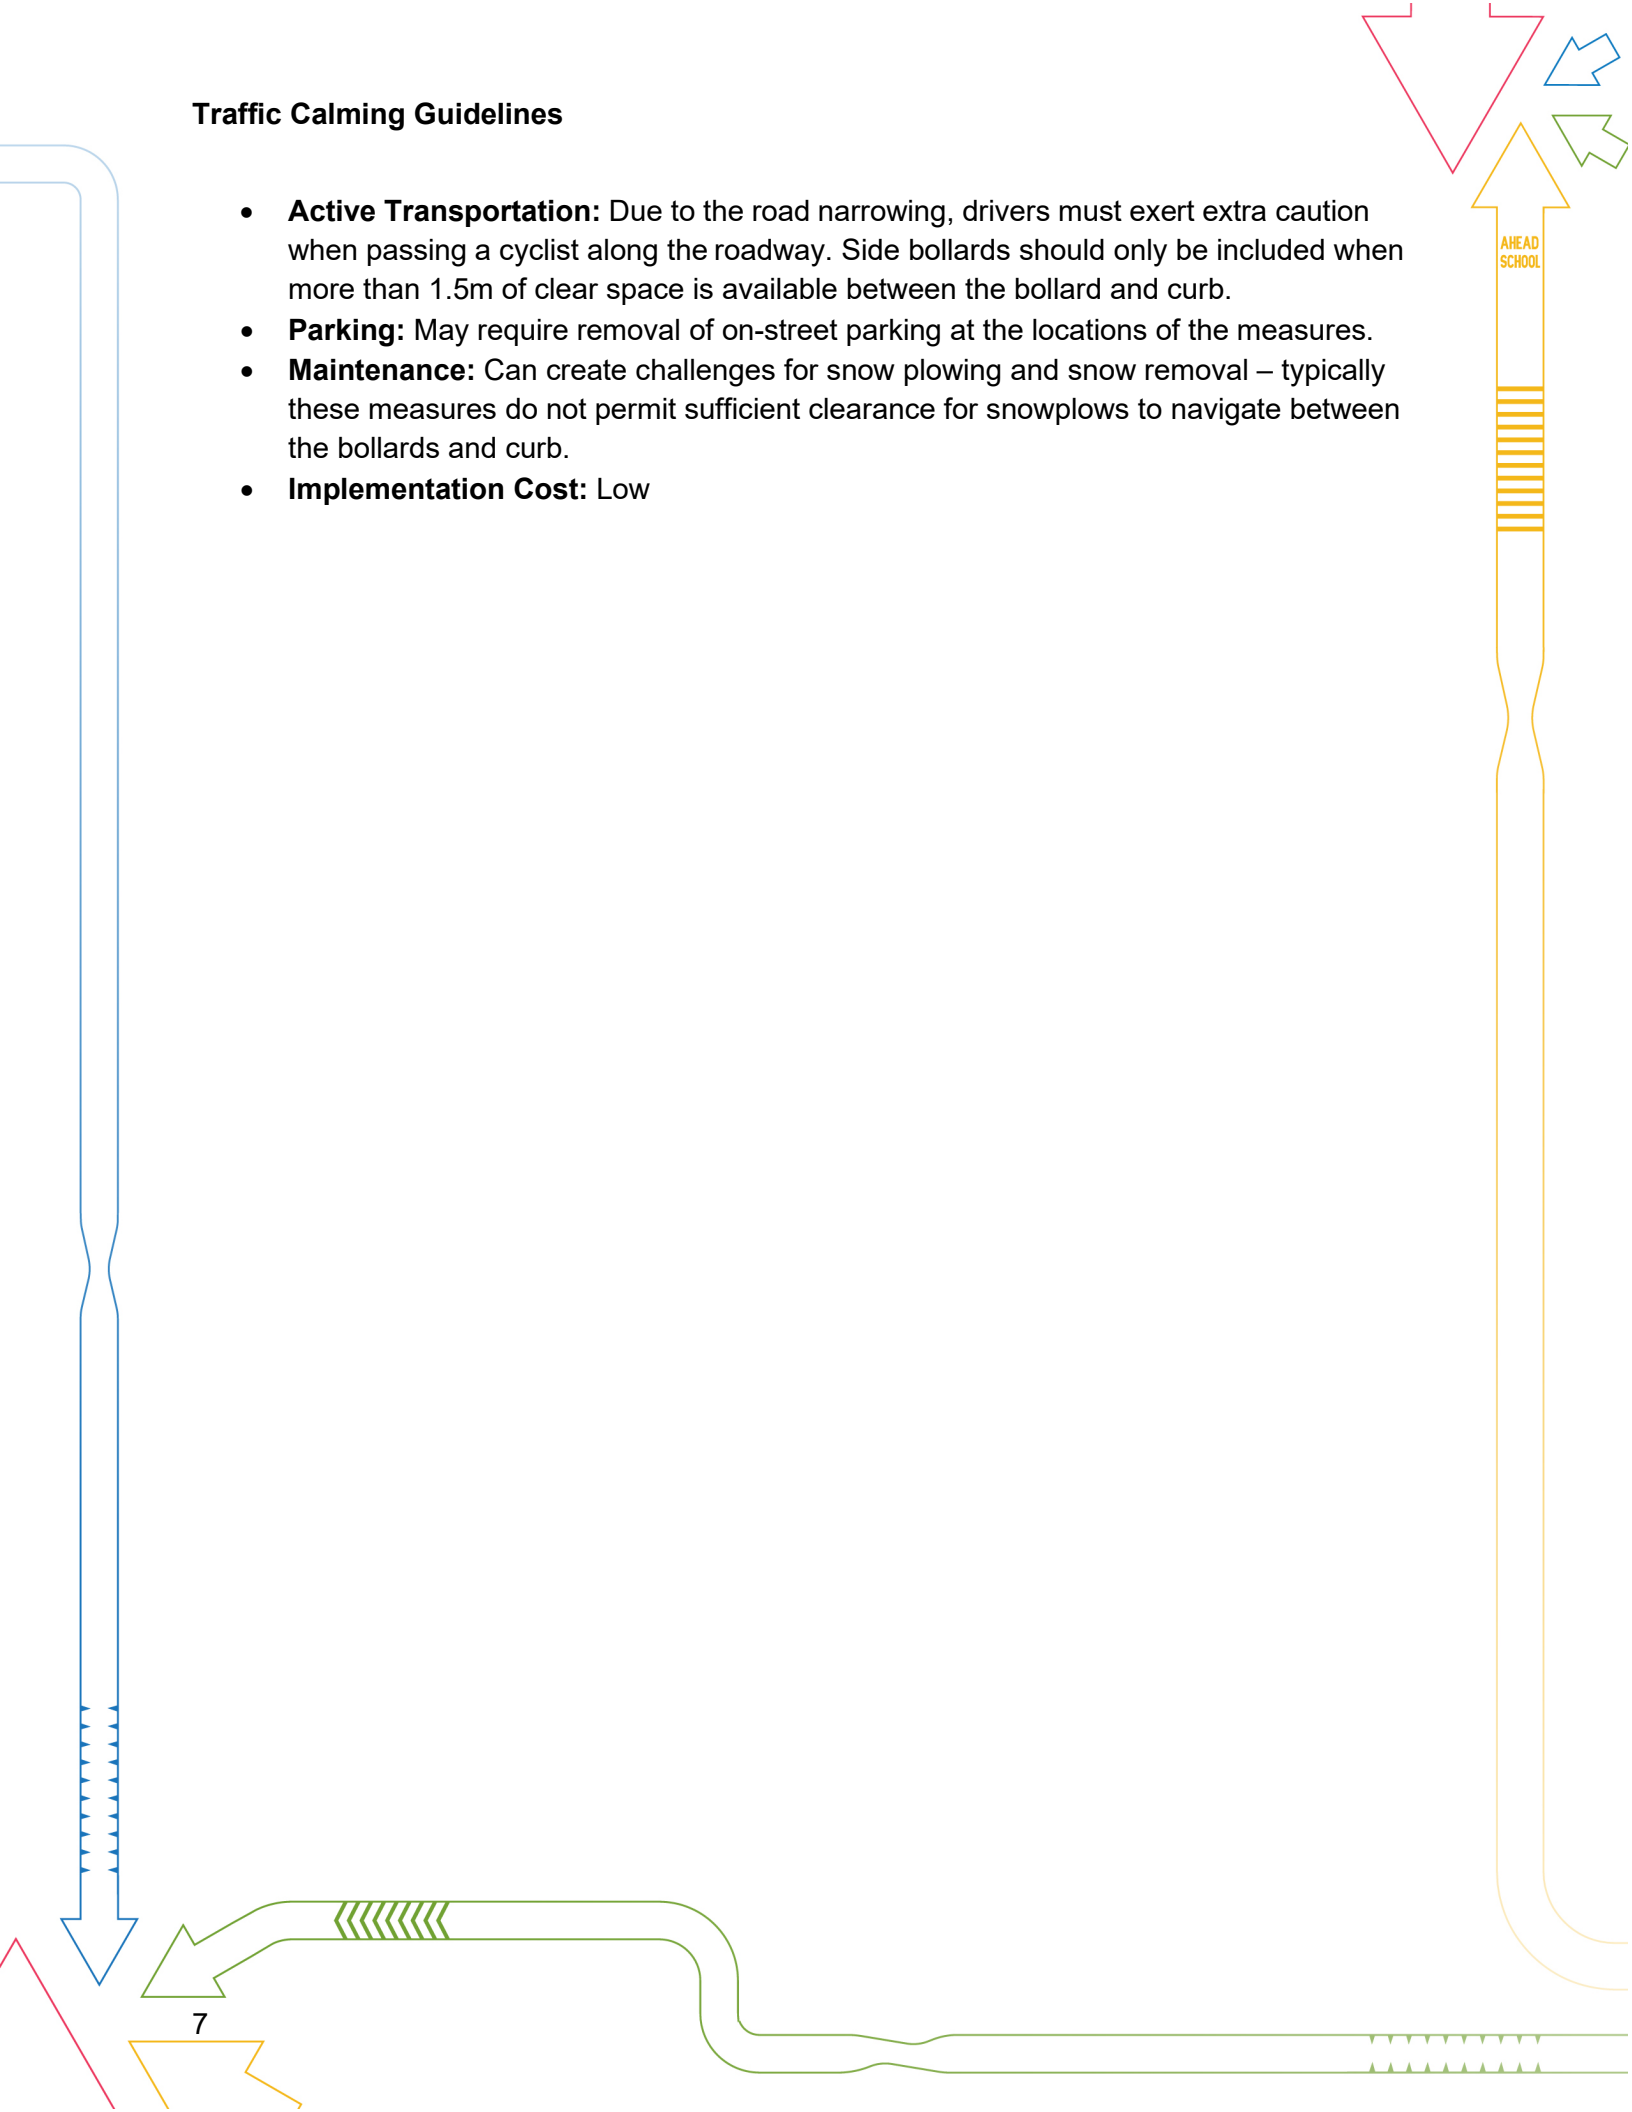 Traffic Calming Guidelines
AHEAD
SCHOOL
• Active Transportation: Due to the road narrowing, drivers must exert extra caution
when passing a cyclist along the roadway. Side bollards should only be included when
more than 1.5m of clear space is available between the bollard and curb.
• Parking: May require removal of on-street parking at the locations of the measures.
• Maintenance: Can create challenges for snow plowing and snow removal – typically
these measures do not permit sufficient clearance for snowplows to navigate between
the bollards and curb.
• Implementation Cost: Low
7